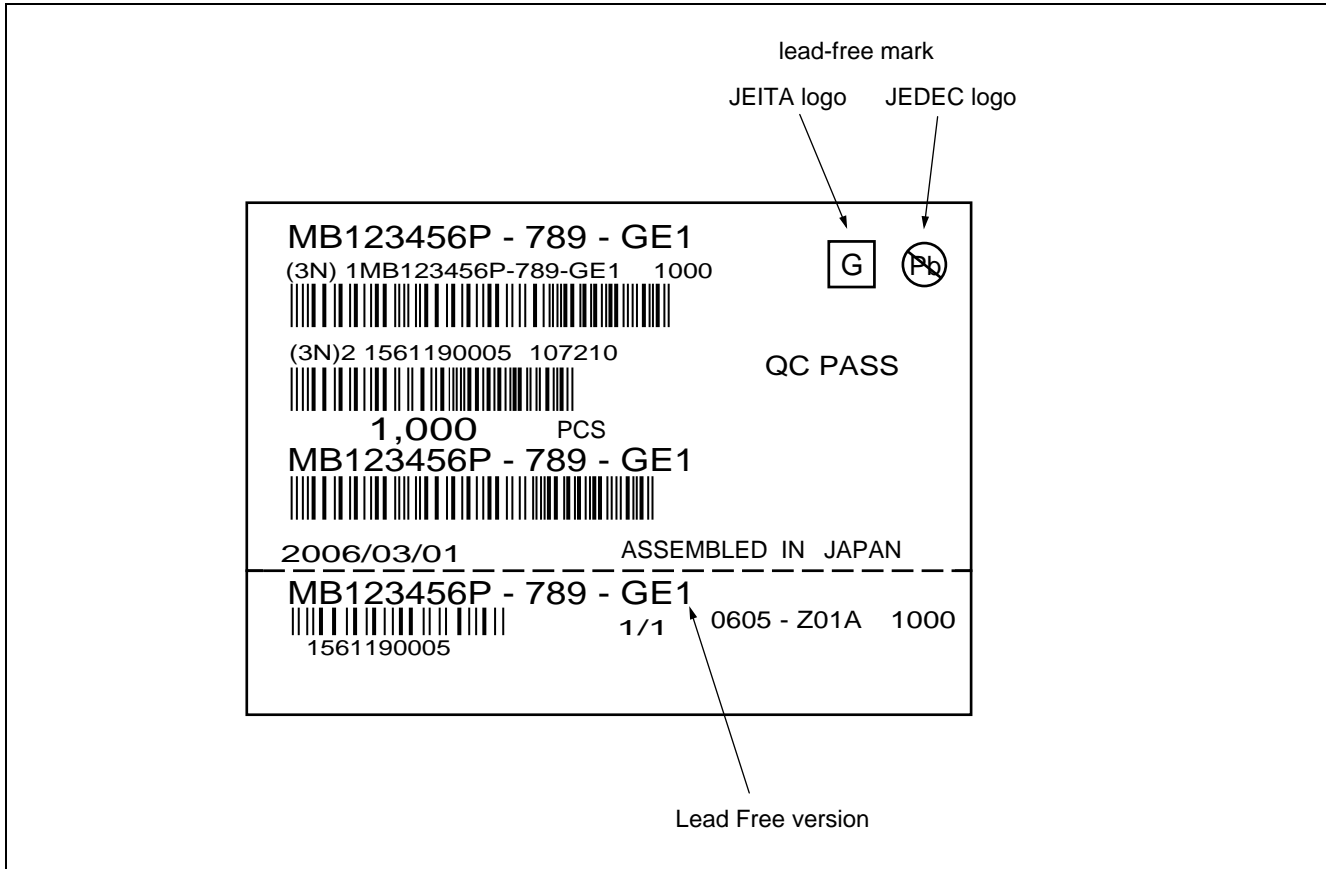 lead-free mark
JEITA logo JEDEC logo
MB123456P - 789 - GE1
(3N) 1MB123456P-789-GE1 1000
G Pb
(3N)2 1561190005 107210
QC PASS
1,000 PCS
MB123456P - 789 - GE1
2006/03/01 ASSEMBLED IN JAPAN
MB123456P - 789 - GE1
1/1 0605 - Z01A 1000
1561190005
Lead Free version